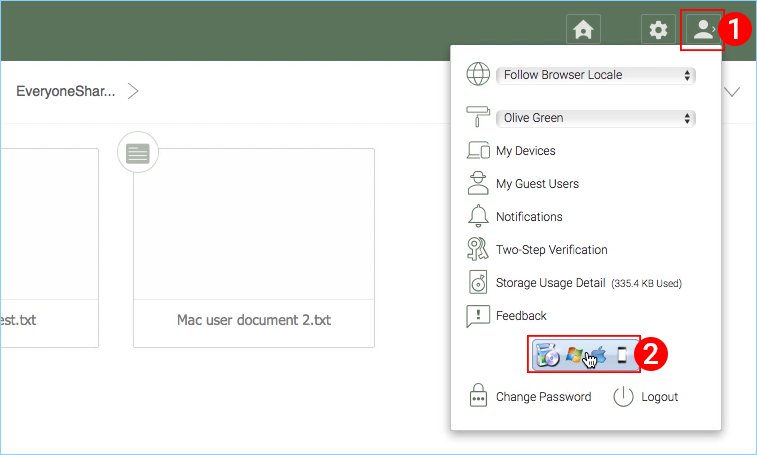 1
EveryoneShar...
Follow Browser Locale
Olive Green
My Devices
My Guest Users
Notifications
Two-Step Verification
Storage Usage Detail (335.4 KB Used)
Feedback
est.txt
Mac user document 2.txt
2
Change Password
Logout